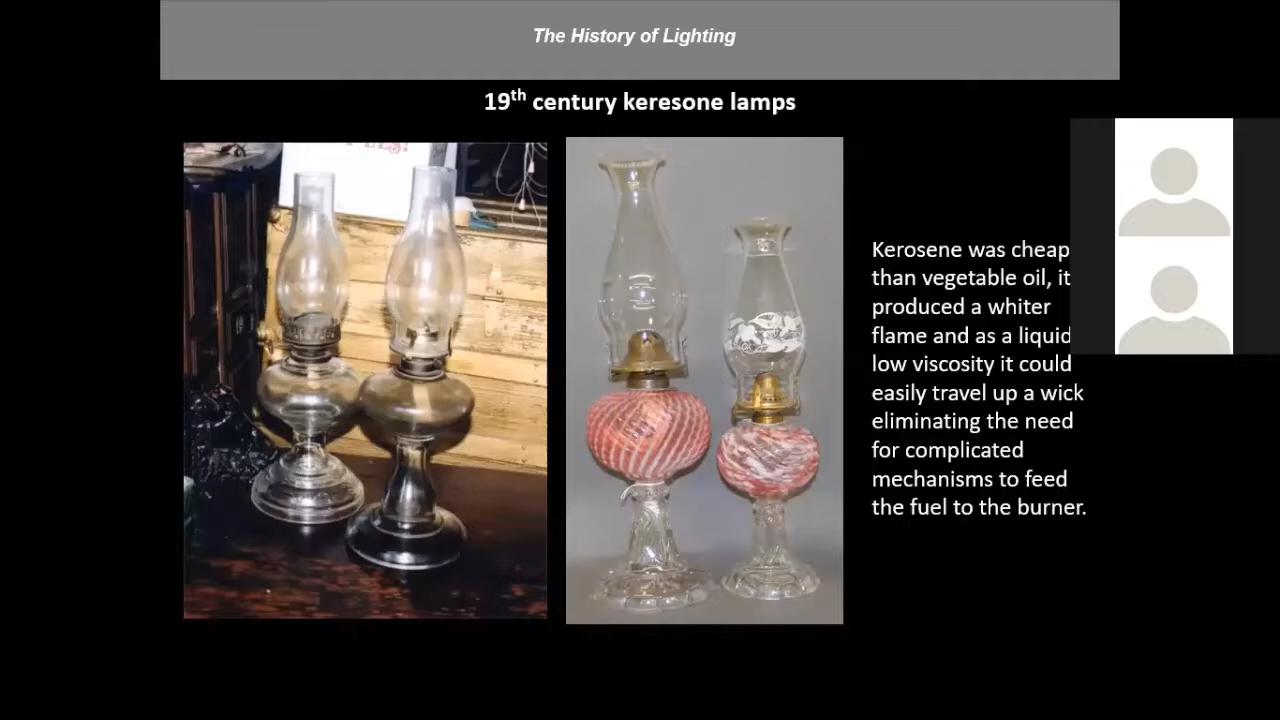 The History of Lighting
19th century keresone lamps
Kerosene was cheap
than vegetable oil, it
produced a whiter
flame and as a liquid
low viscosity it could
easily travel up a wick
eliminating the need
for complicated
mechanisms to feed
the fuel to the burner.